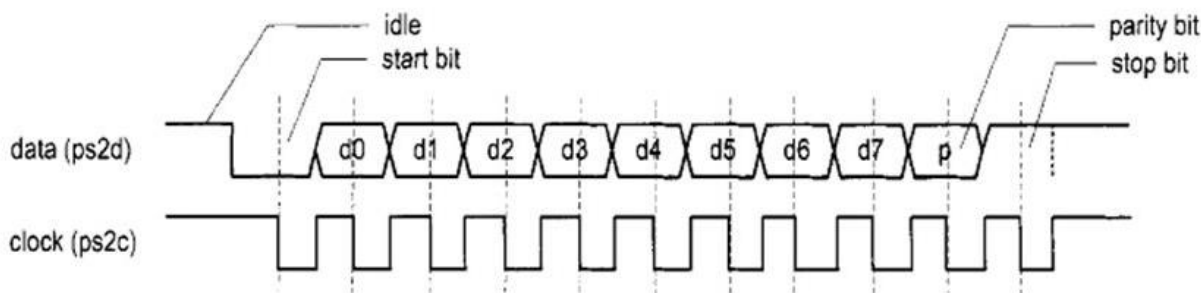 idle
start bit
parity bit
stop bit
data (ps2d)
d0 d1 d2 d3 d4 d5 d6 d7 p
clock (ps2c)